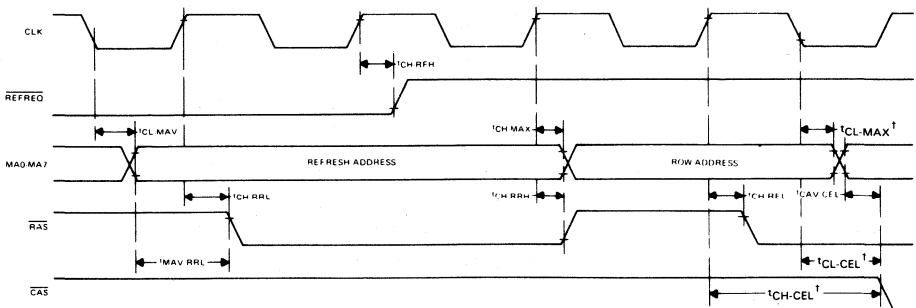 CLK
tCH-RFH
REFREQ
tCL-MAV
tCH-MAX
tCL-MAX†
MA0-MA7
REFRESH ADDRESS
ROW ADDRESS
tCH-RRL
tCH-RRH
tCH-REL
tCAV-CEL
RAS
tMAV-RRL
tCL-CEL†
CAS
tCH-CEL†